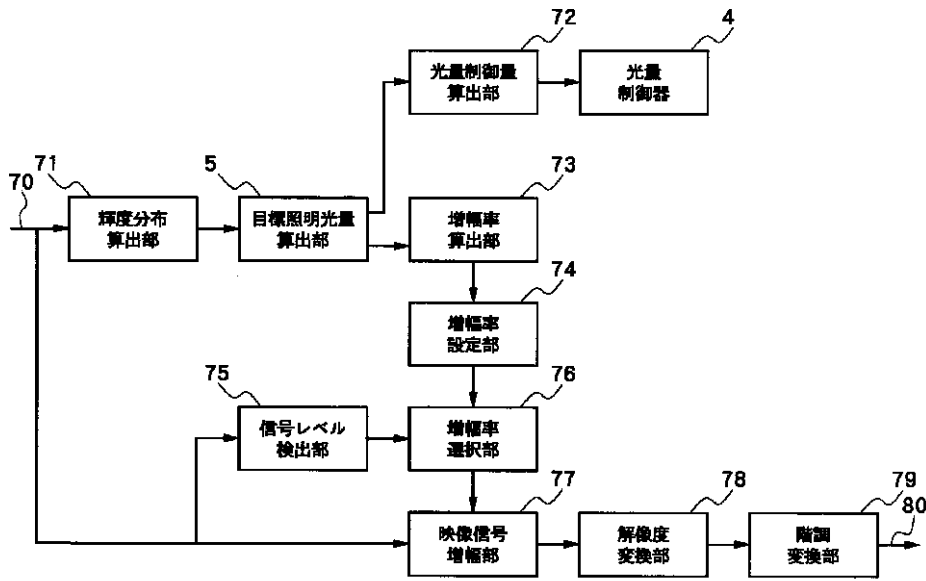 72
光量制御量
算出部
4
光量
制御器
70
71
輝度分布
算出部
5
目標照明光量
算出部
73
増幅率
算出部
74
増幅率
設定部
75
信号レベル
検出部
76
増幅率
選択部
77
映像信号
増幅部
78
解像度
変換部
79
階調
変換部
80